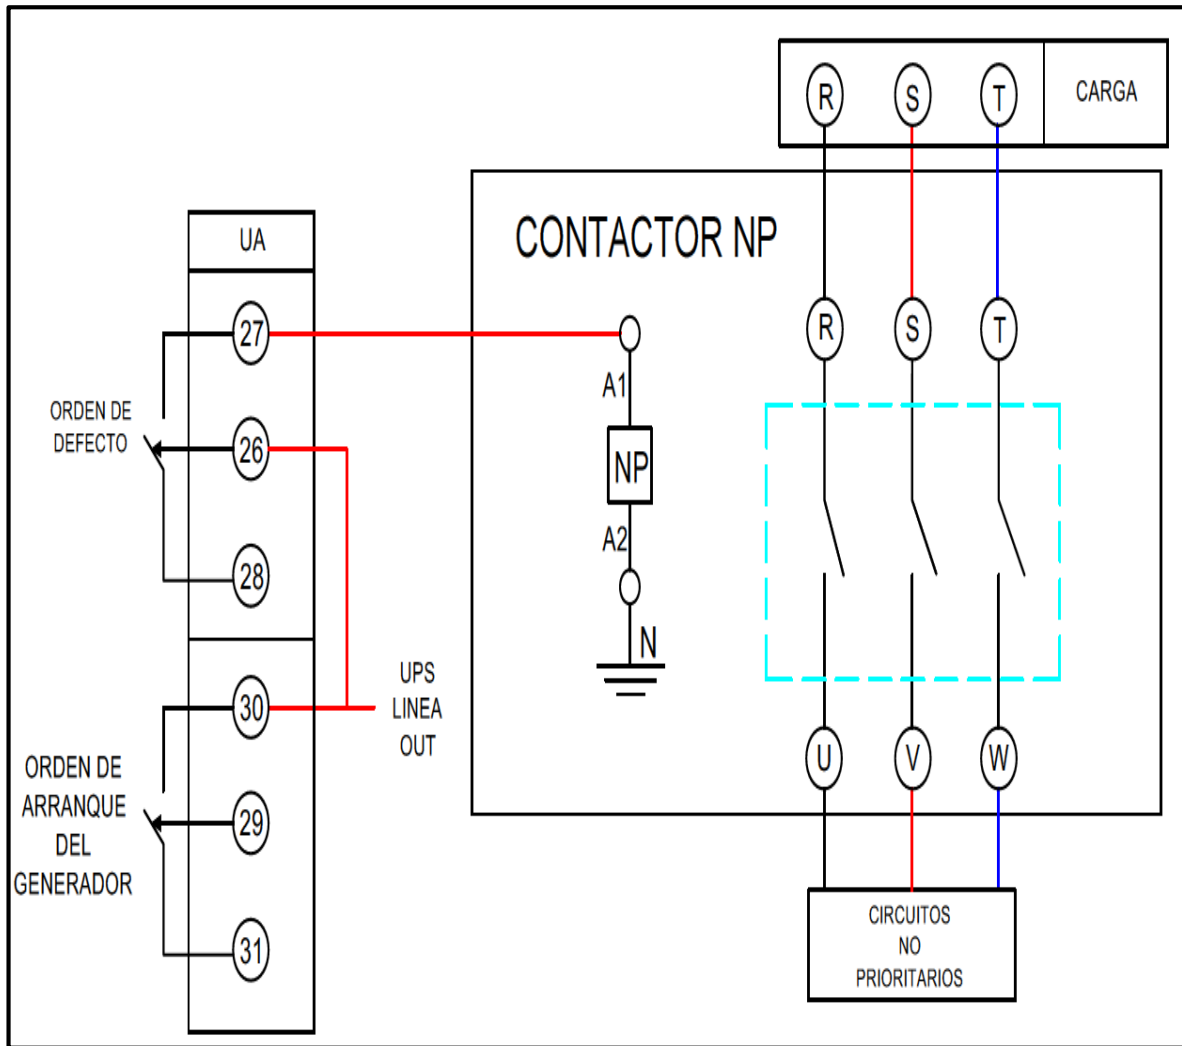 R
S
T
CARGA
UA
27
26
28
30
29
31
ORDEN DE
DEFECTO
ORDEN DE
ARRANQUE
DEL
GENERADOR
UPS
LINEA
OUT
CONTACTOR NP
A1
NP
A2
N
R
S
T
U
V
W
CIRCUITOS
NO
PRIORITARIOS